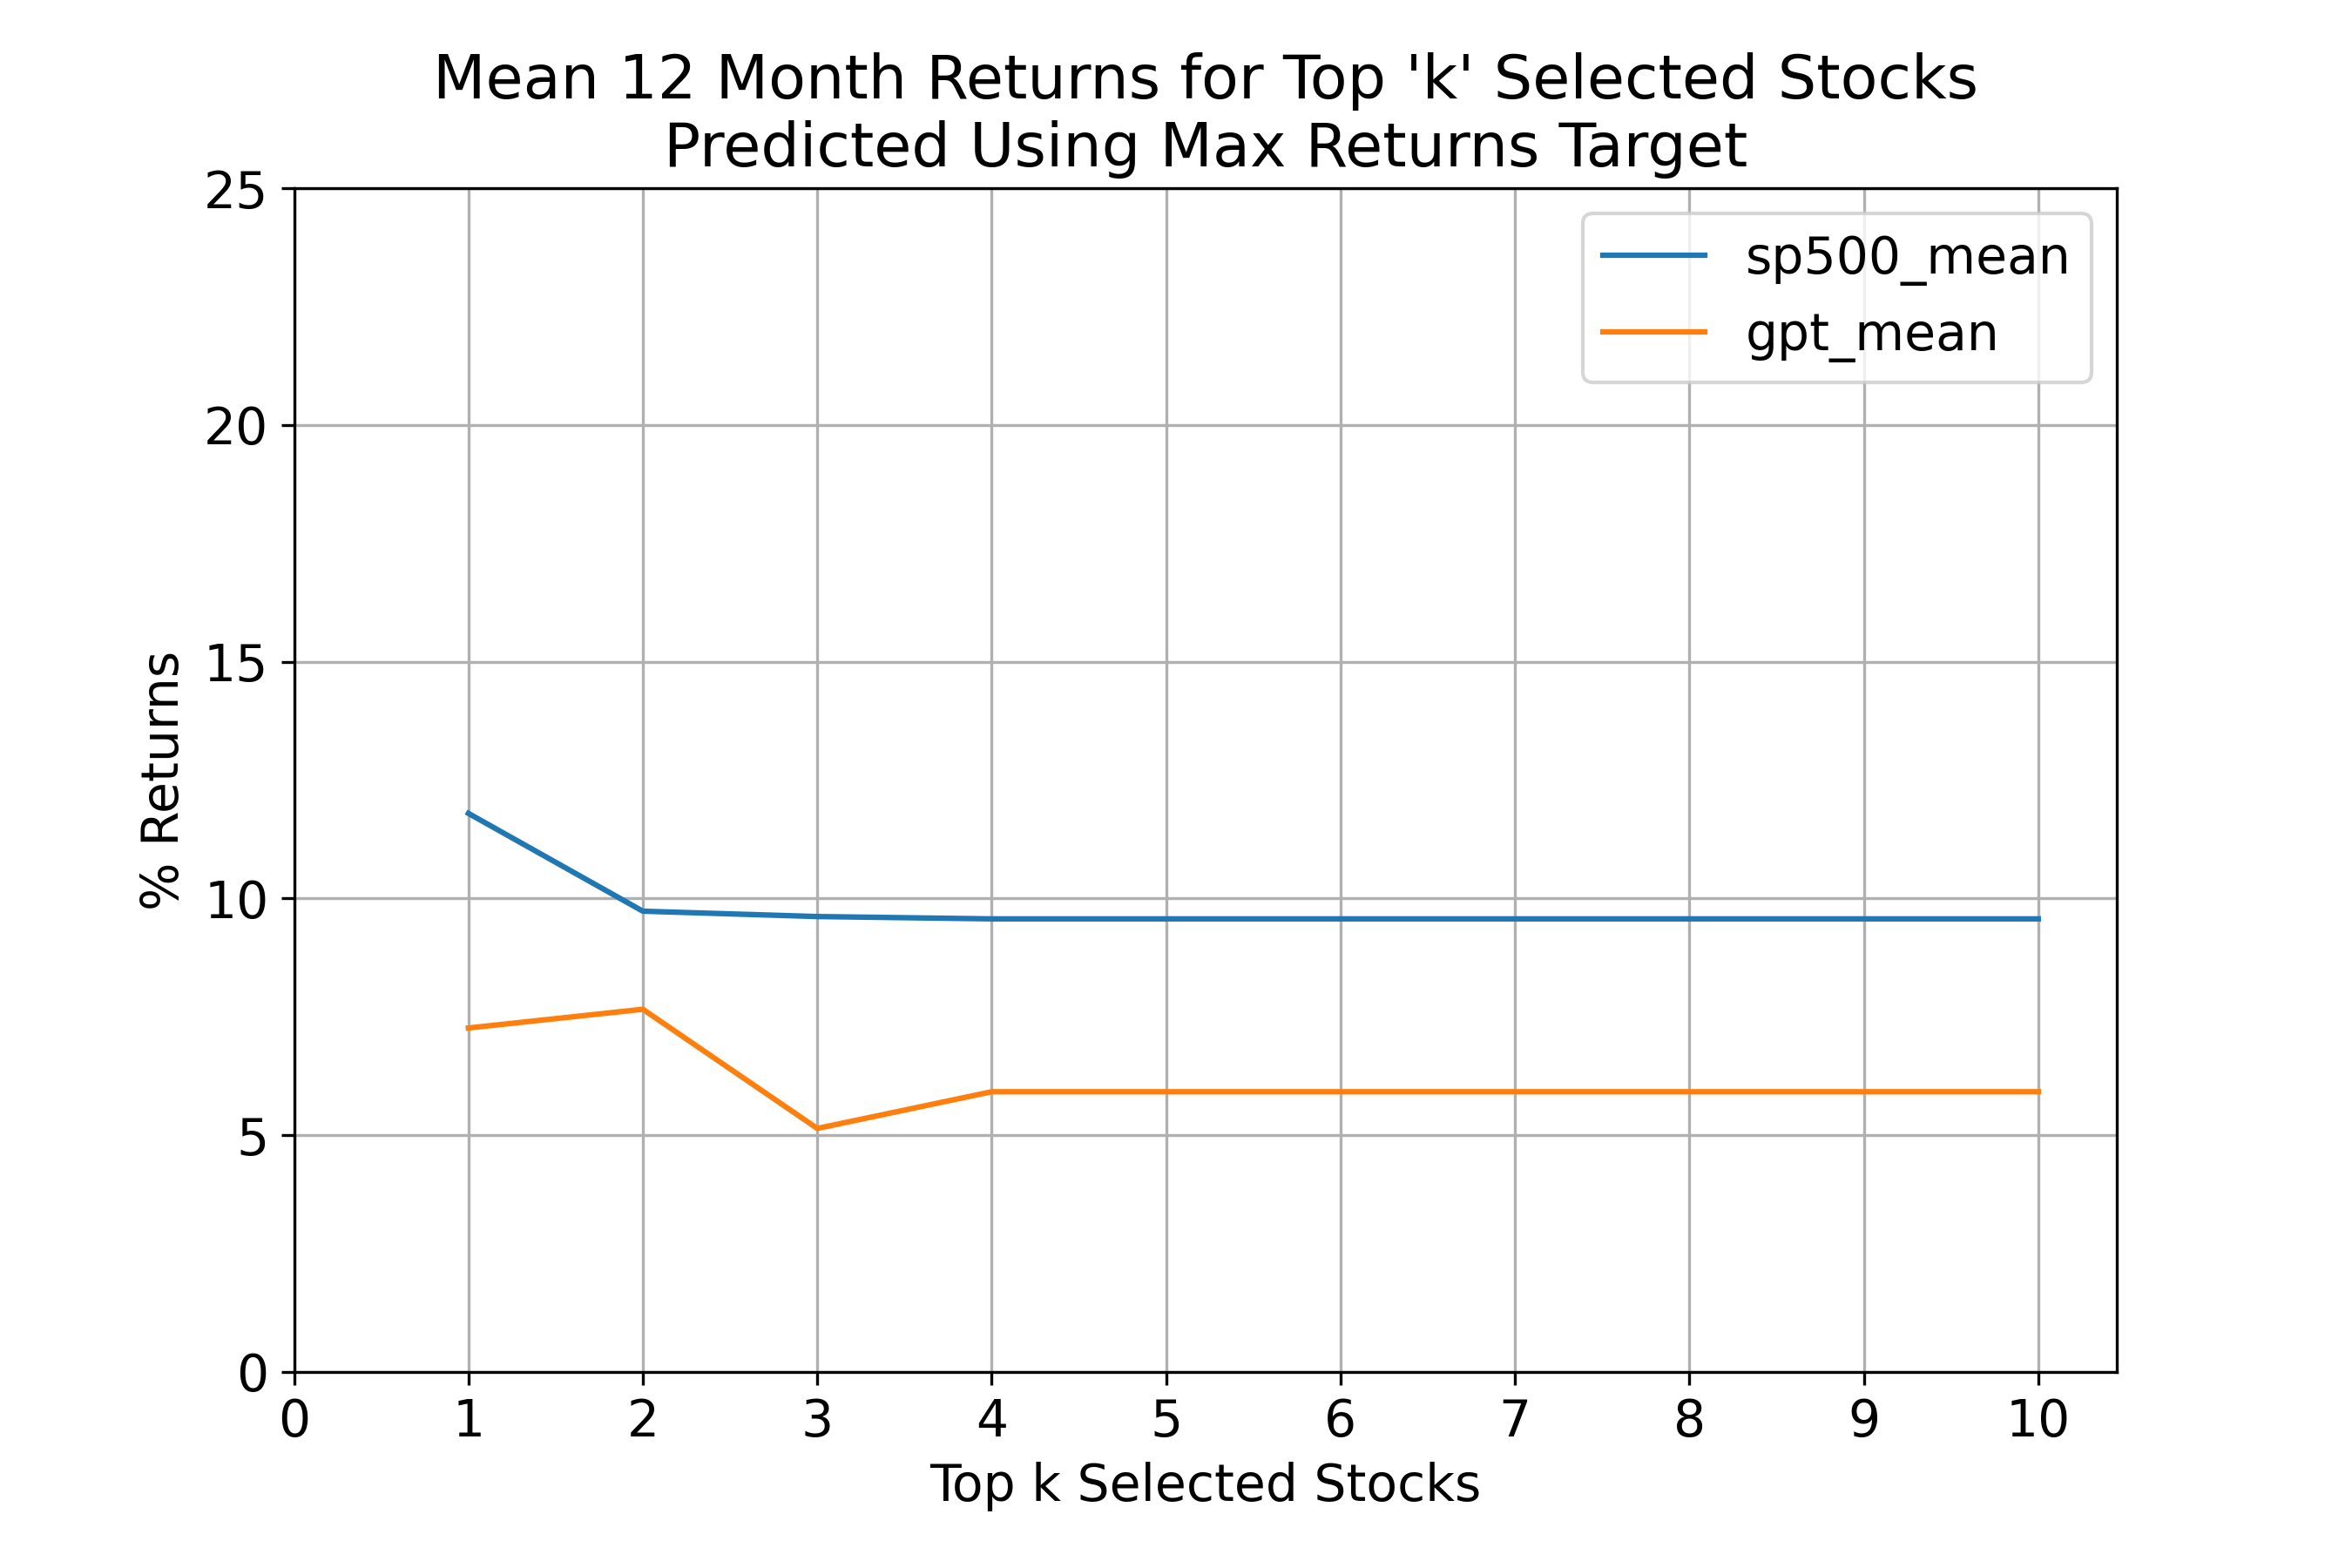 Mean 12 Month Returns for Top 'k' Selected Stocks
Predicted Using Max Returns Target
sp500_mean
gpt_mean
% Returns
25
20
15
10
5
0
0 1 2 3 4 5 6 7 8 9 10
Top k Selected Stocks